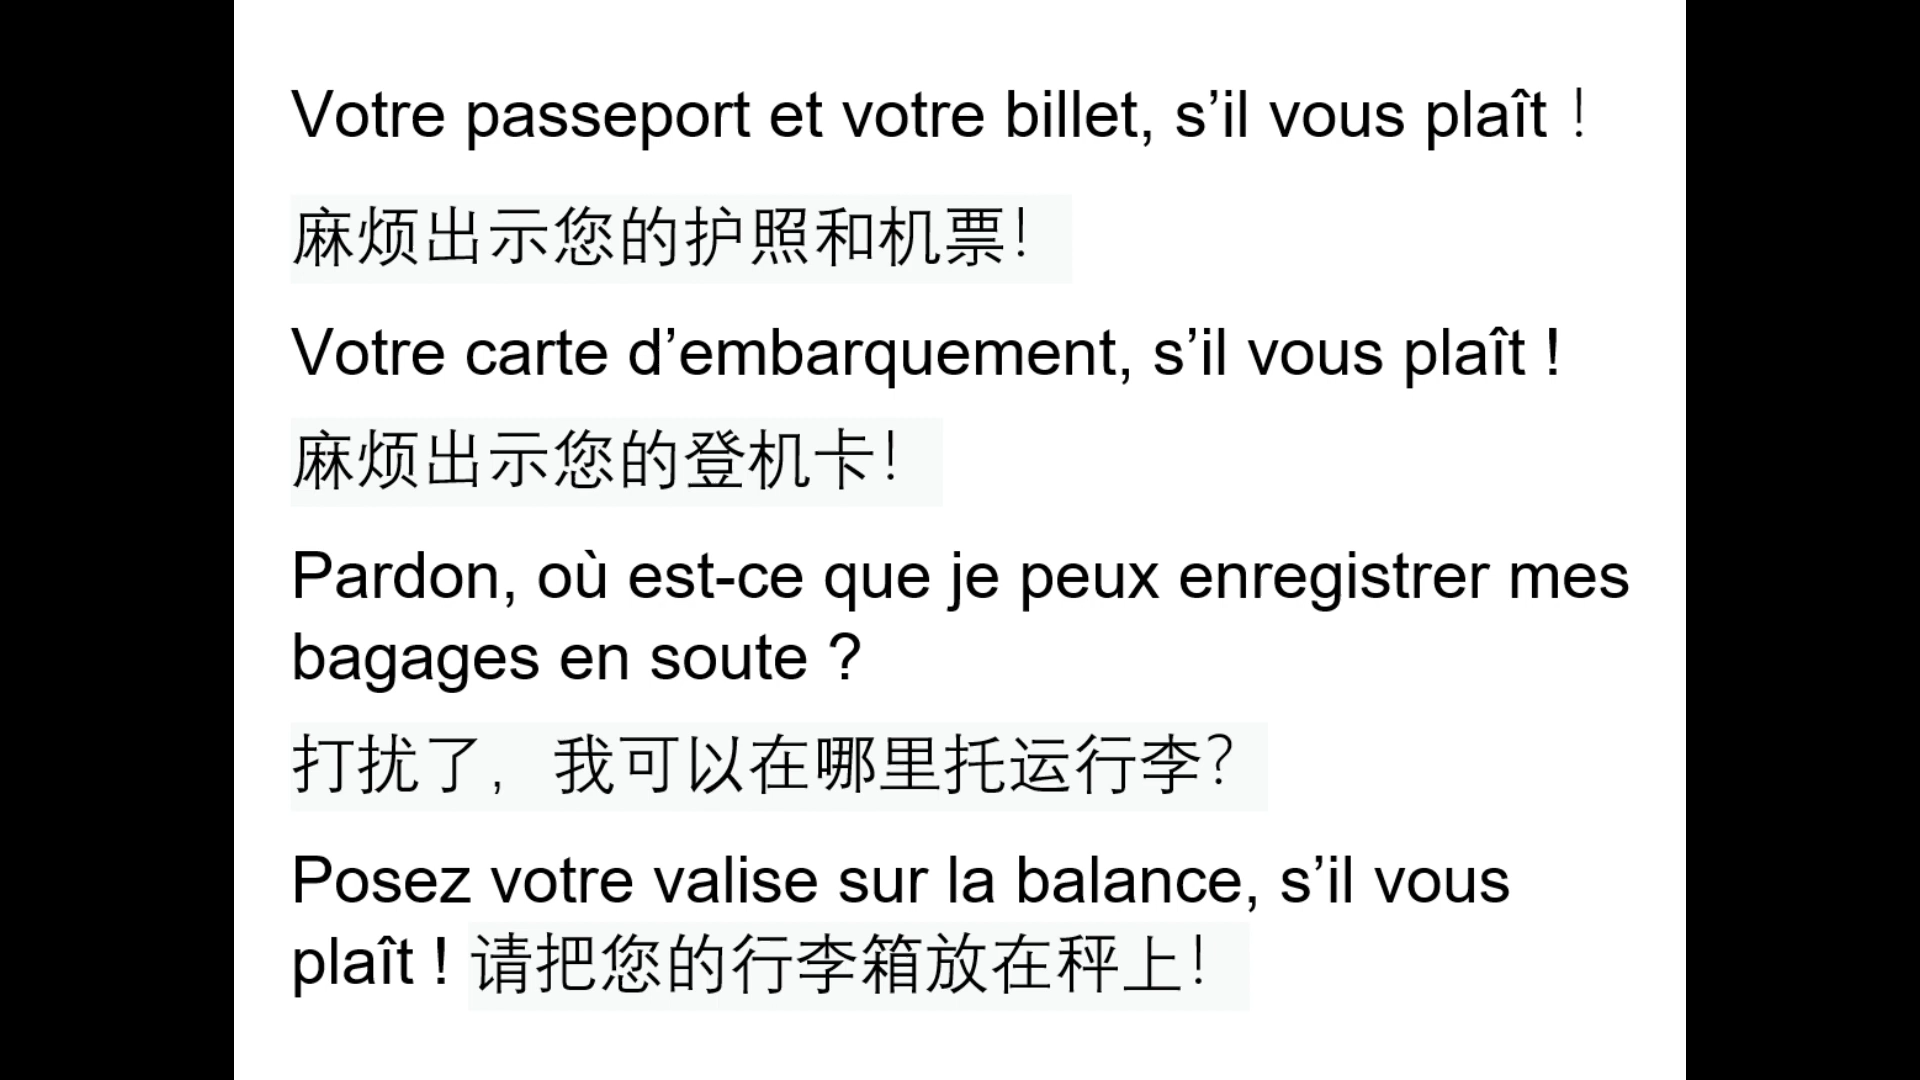 Votre passeport et votre billet, s’il vous plaît !
麻烦出示您的护照和机票！
Votre carte d’embarquement, s’il vous plaît !
麻烦出示您的登机卡！
Pardon, où est-ce que je peux enregistrer mes
bagages en soute ?
打扰了，我可以在哪里托运行李？
Posez votre valise sur la balance, s’il vous
plaît ! 请把您的行李箱放在秤上！